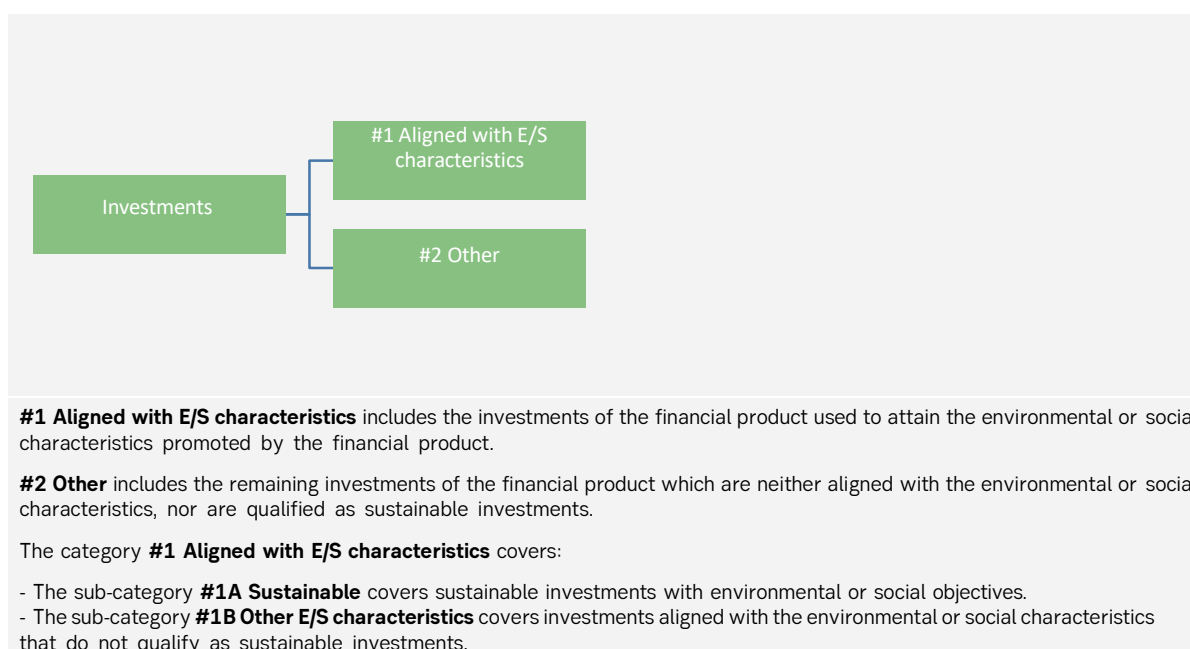 #1 Aligned with E/S
characteristics
Investments
#2 Other
#1 Aligned with E/S characteristics includes the investments of the financial product used to attain the environmental or socia
characteristics promoted by the financial product.
#2 Other includes the remaining investments of the financial product which are neither aligned with the environmental or socia
characteristics, nor are qualified as sustainable investments.
The category #1 Aligned with E/S characteristics covers:
- The sub-category #1A Sustainable covers sustainable investments with environmental or social objectives.
- The sub-category #1B Other E/S characteristics covers investments aligned with the environmental or social characteristics
that do not qualify as sustainable investments.